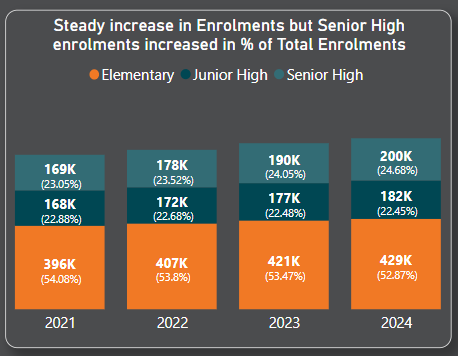 Steady increase in Enrolments but Senior High
enrolments increased in % of Total Enrolments
Elementary Junior High Senior High
169K
(23.05%)
168K
(22.88%)
396K
(54.08%)
178K
(23.52%)
172K
(22.68%)
407K
(53.8%)
190K
(24.05%)
177K
(22.48%)
421K
(53.47%)
200K
(24.68%)
182K
(22.45%)
429K
(52.87%)
2021 2022 2023 2024